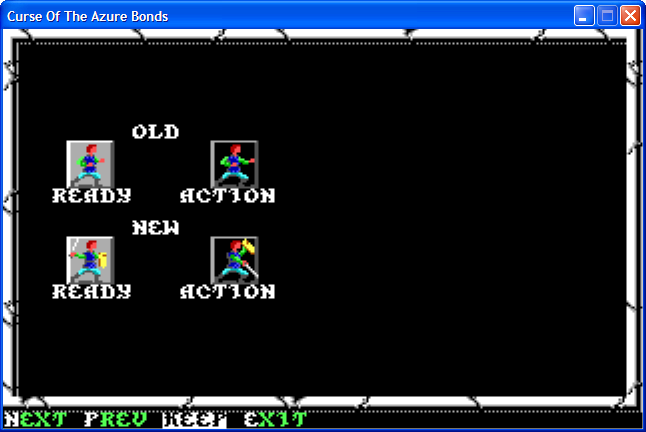 Curse Of The Azure Bonds
OLD
READY ACTION
NEW
READY ACTION
NEXT PREV KEEP EXIT